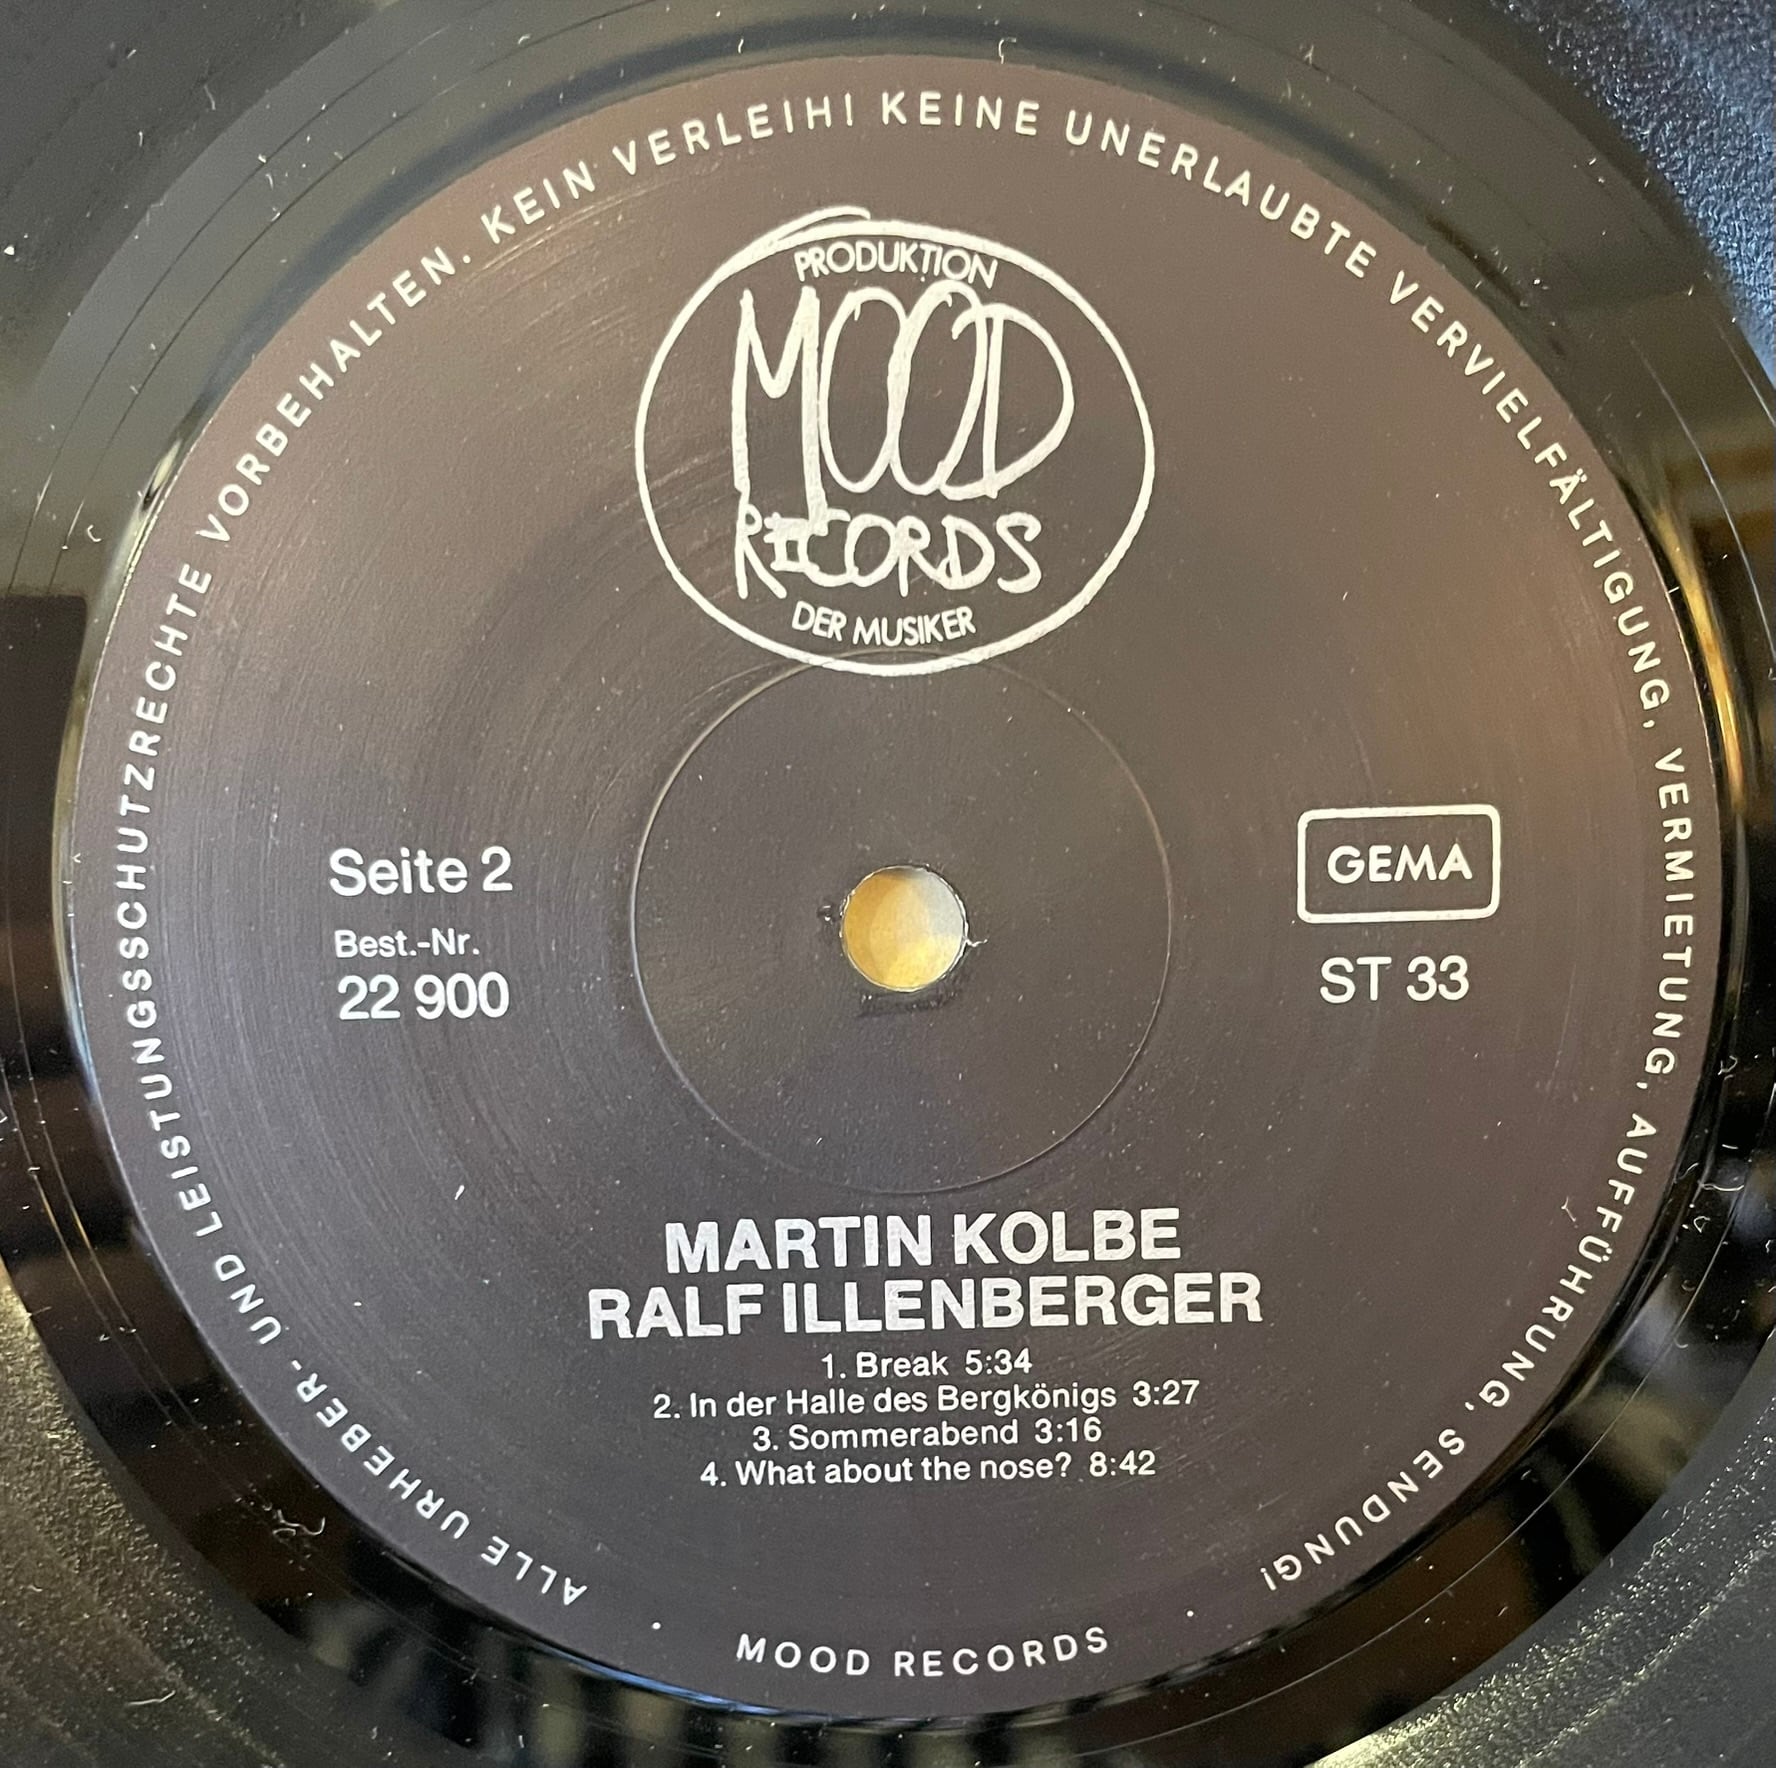 ALLE URHEBER- UND LEISTUNGSSCHUTZRECHTE VORBEHALTEN. KEIN VERLEIH! KEINE UNERLAUBTE VERVIELFÄLTIGUNG, VERMIETUNG, AUFFÜHRUNG, SENDUNG!
PRODUKTION
MOOD
RECORDS
DER MUSIKER
Seite 2
Best.-Nr.
22 900
GEMA
ST 33
MARTIN KOLBE
RALF ILLENBERGER
1. Break 5:34
2. In der Halle des Bergkönigs 3:27
3. Sommerabend 3:16
4. What about the nose? 8:42
· MOOD RECORDS ·